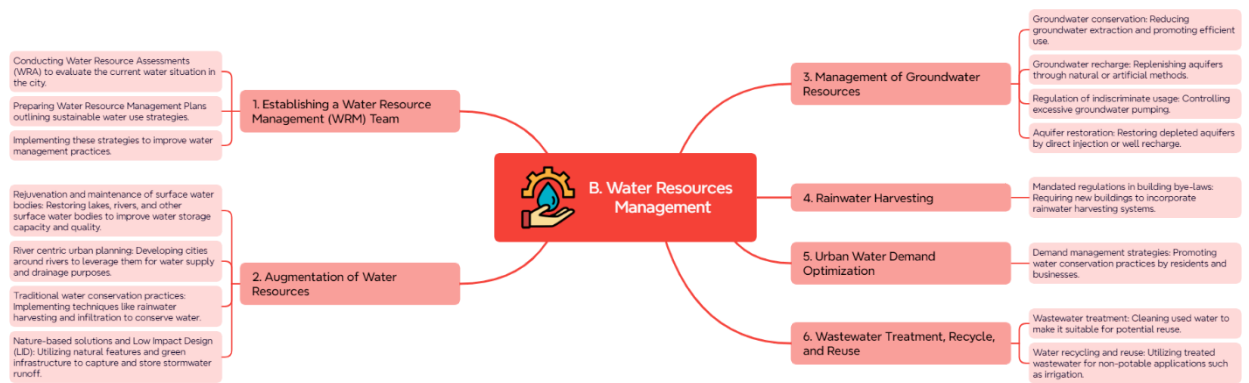 B. Water Resources
Management
1. Establishing a Water Resource
Management (WRM) Team
Conducting Water Resource Assessments
(WRA) to evaluate the current water situation in
the city.
Preparing Water Resource Management Plans
outlining sustainable water use strategies.
Implementing these strategies to improve water
management practices.
2. Augmentation of Water
Resources
Rejuvenation and maintenance of surface water
bodies: Restoring lakes, rivers, and other
surface water bodies to improve water storage
capacity and quality.
River centric urban planning: Developing cities
around rivers to leverage them for water supply
and drainage purposes.
Traditional water conservation practices:
Implementing techniques like rainwater
harvesting and infiltration to conserve water.
Nature-based solutions and Low Impact Design
(LID): Utilizing natural features and green
infrastructure to capture and store stormwater
runoff.
3. Management of Groundwater
Resources
Groundwater conservation: Reducing
groundwater extraction and promoting efficient
use.
Groundwater recharge: Replenishing aquifers
through natural or artificial methods.
Regulation of indiscriminate usage: Controlling
excessive groundwater pumping.
Aquifer restoration: Restoring depleted aquifers
by direct injection or well recharge.
4. Rainwater Harvesting
Mandated regulations in building bye-laws:
Requiring new buildings to incorporate
rainwater harvesting systems.
5. Urban Water Demand
Optimization
Demand management strategies: Promoting
water conservation practices by residents and
businesses.
6. Wastewater Treatment, Recycle,
and Reuse
Wastewater treatment: Cleaning used water to
make it suitable for potential reuse.
Water recycling and reuse: Utilizing treated
wastewater for non-potable applications such
as irrigation.